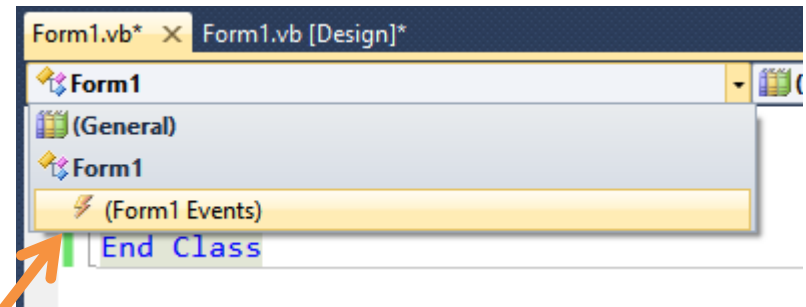 Form1.vb* Form1.vb [Design]*
Form1 (
(General)
Form1
(Form1 Events)
End Class